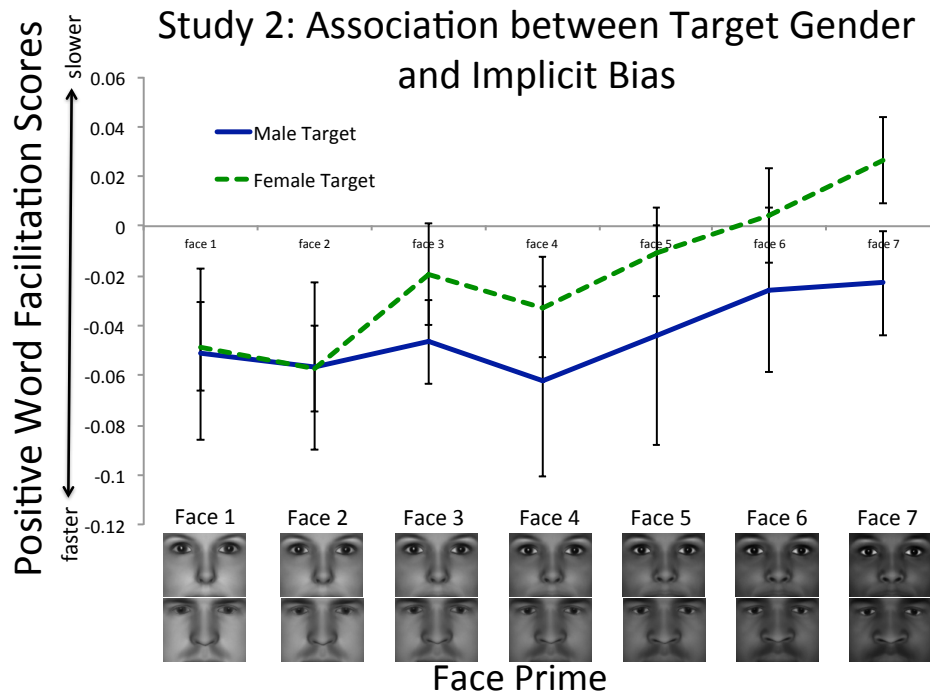 Study 2: Association between Target Gender
and Implicit Bias
Positive Word Facilitation Scores
slower
faster
0.06
0.04
0.02
0
-0.02
-0.04
-0.06
-0.08
-0.1
-0.12
Male Target
Female Target
face 1 face 2 face 3 face 4 face 5 face 6 face 7
Face 1 Face 2 Face 3 Face 4 Face 5 Face 6 Face 7
Face Prime